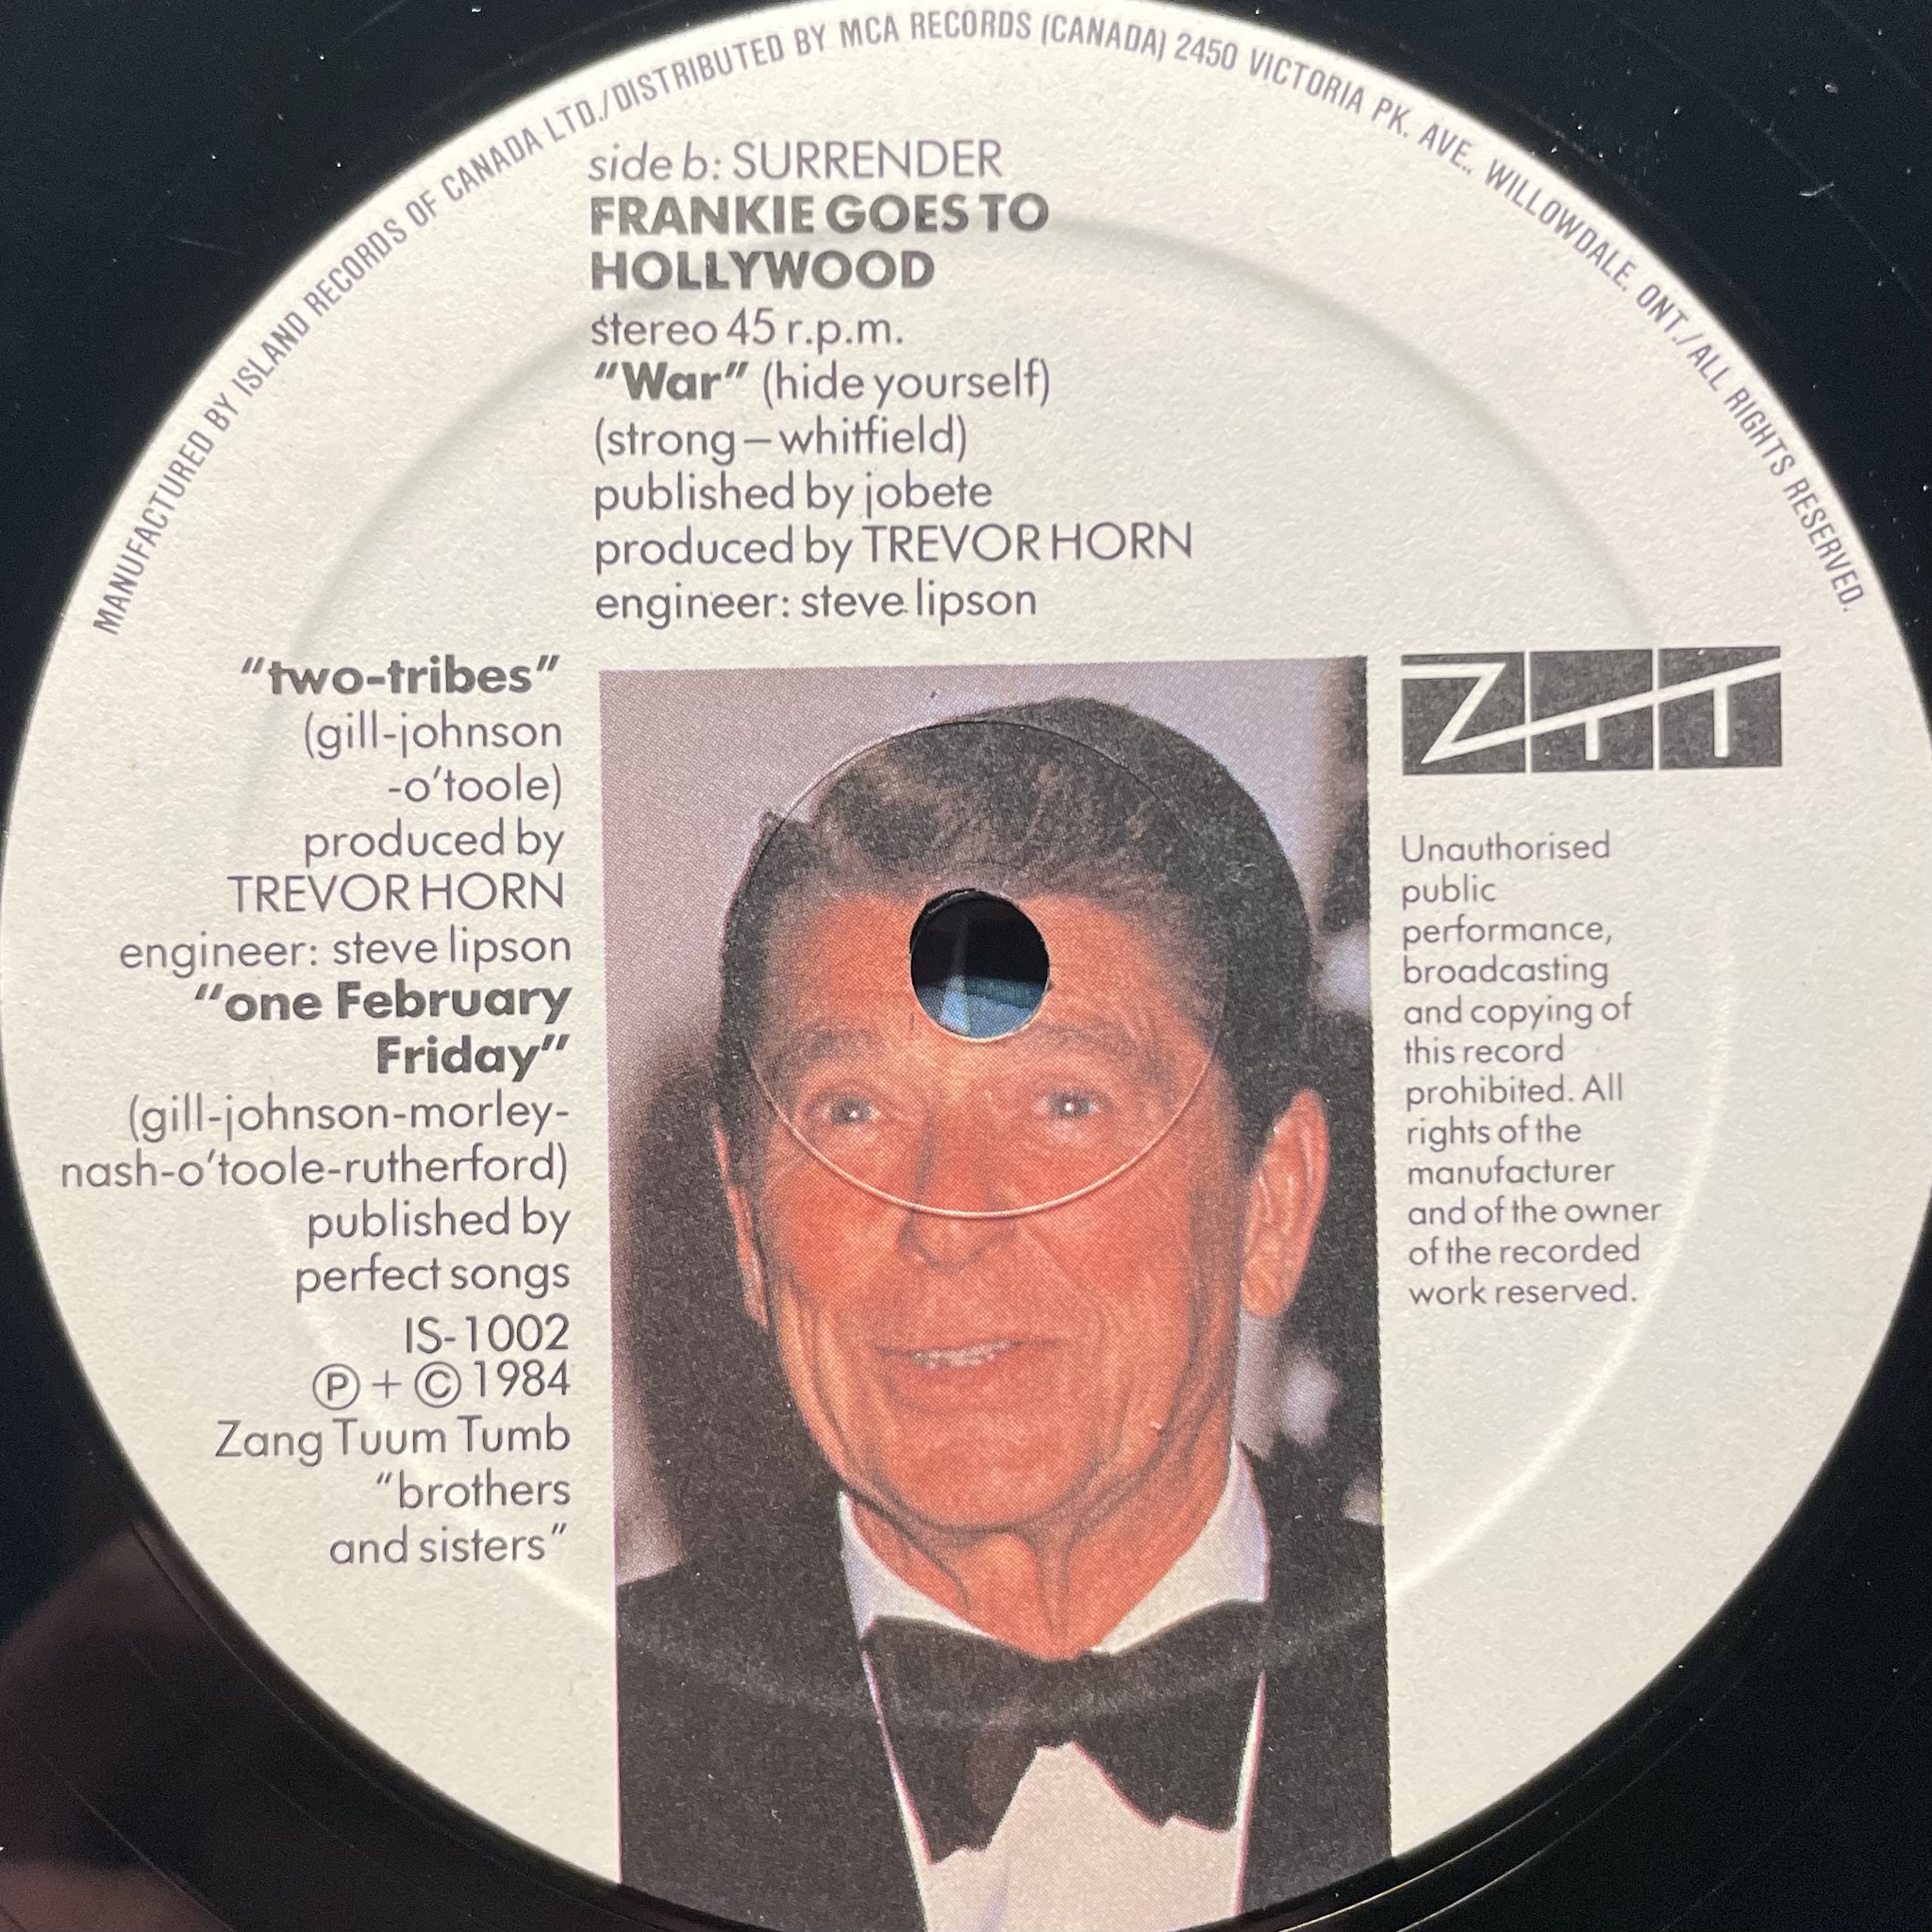 MANUFACTURED BY ISLAND RECORDS OF CANADA LTD./DISTRIBUTED BY MCA RECORDS (CANADA) 2450 VICTORIA PK. AVE., WILLOWDALE, ONT./ALL RIGHTS RESERVED.
side b: SURRENDER
FRANKIE GOES TO
HOLLYWOOD
stereo 45 r.p.m.
“War” (hide yourself)
(strong–whitfield)
published by jobete
produced by TREVOR HORN
engineer: steve lipson
“two-tribes”
(gill-johnson
-o’toole)
produced by
TREVOR HORN
engineer: steve lipson
“one February
Friday”
(gill-johnson-morley-
nash-o’toole-rutherford)
published by
perfect songs
IS-1002
Ⓟ + © 1984
Zang Tuum Tumb
“brothers
and sisters”
ZTT
Unauthorised
public
performance,
broadcasting
and copying of
this record
prohibited. All
rights of the
manufacturer
and of the owner
of the recorded
work reserved.